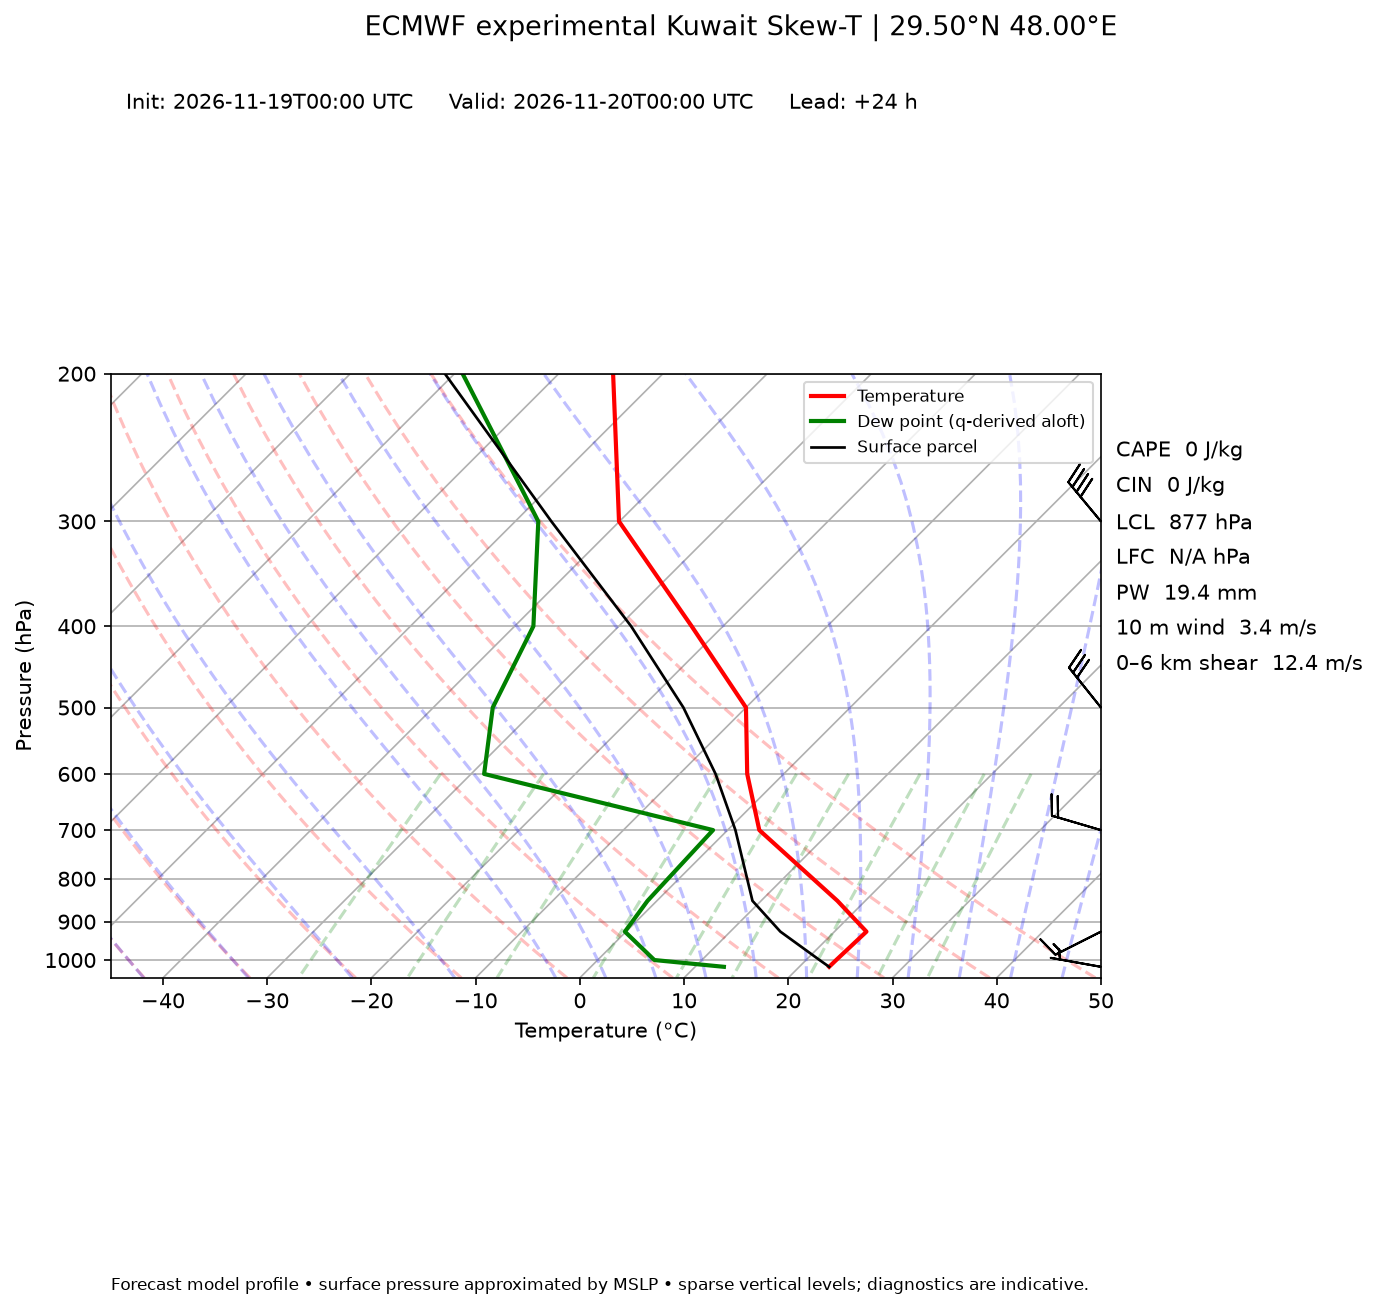 ECMWF experimental Kuwait Skew-T | 29.50°N 48.00°E
Init: 2026-11-19T00:00 UTC Valid: 2026-11-20T00:00 UTC Lead: +24 h
200
300
400
500
600
700
800
900
1000
Pressure (hPa)
Temperature
Dew point (q-derived aloft)
Surface parcel
CAPE 0 J/kg
CIN 0 J/kg
LCL 877 hPa
LFC N/A hPa
PW 19.4 mm
10 m wind 3.4 m/s
0–6 km shear 12.4 m/s
−40 −30 −20 −10 0 10 20 30 40 50
Temperature (°C)
Forecast model profile • surface pressure approximated by MSLP • sparse vertical levels; diagnostics are indicative.